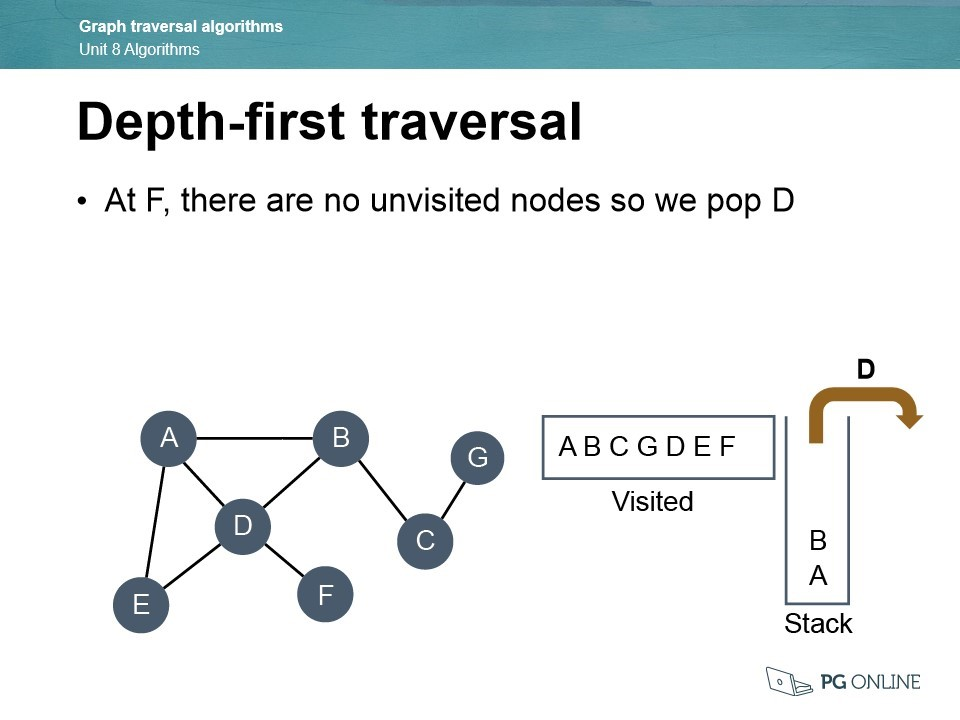 Graph traversal algorithms
Unit 8 Algorithms
Depth-first traversal
• At F, there are no unvisited nodes so we pop D
D
A
B
G
A B C G D E F
Visited
D
C
B
A
E
F
Stack
PG ONLINE